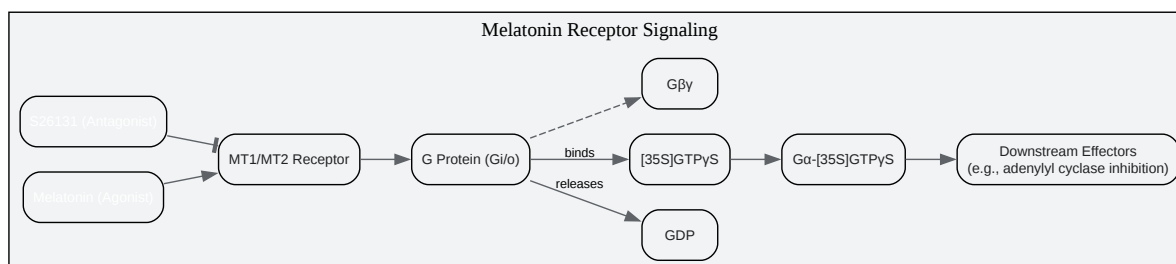 Melatonin Receptor Signaling
S26131 (Antagonist)
Melatonin (Agonist)
MT1/MT2 Receptor
G Protein (Gi/o)
Gβγ
binds
[35S]GTPγS
releases
GDP
Gα-[35S]GTPγS
Downstream Effectors
(e.g., adenylyl cyclase inhibition)